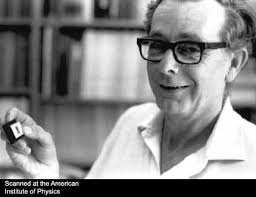 Scanned at the American
Institute of Physics